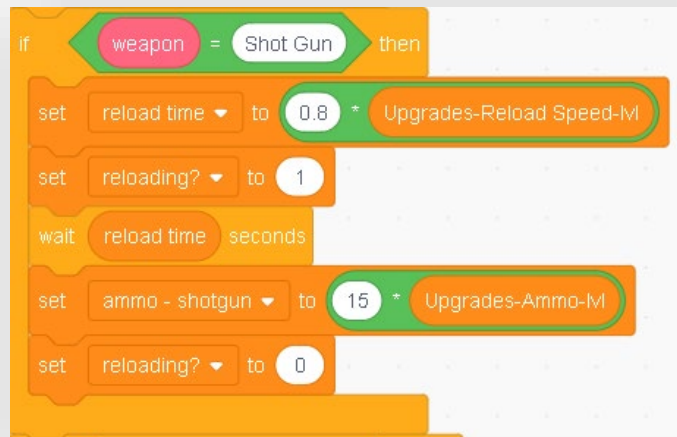 if weapon = Shot Gun then
set reload time to 0.8 * Upgrades-Reload Speed-lvl
set reloading? to 1
wait reload time seconds
set ammo - shotgun to 15 * Upgrades-Ammo-lvl
set reloading? to 0